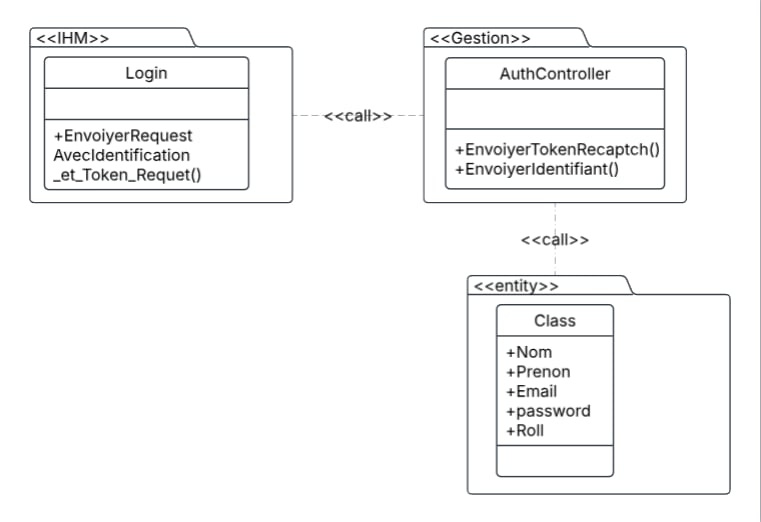 <<IHM>>
Login
+EnvoiyerRequest
AvecIdentification
_et_Token_Requet()
<<call>>
<<Gestion>>
AuthController
+EnvoiyerTokenRecaptch()
+EnvoiyerIdentifiant()
<<call>>
<<entity>>
Class
+Nom
+Prenon
+Email
+password
+Roll